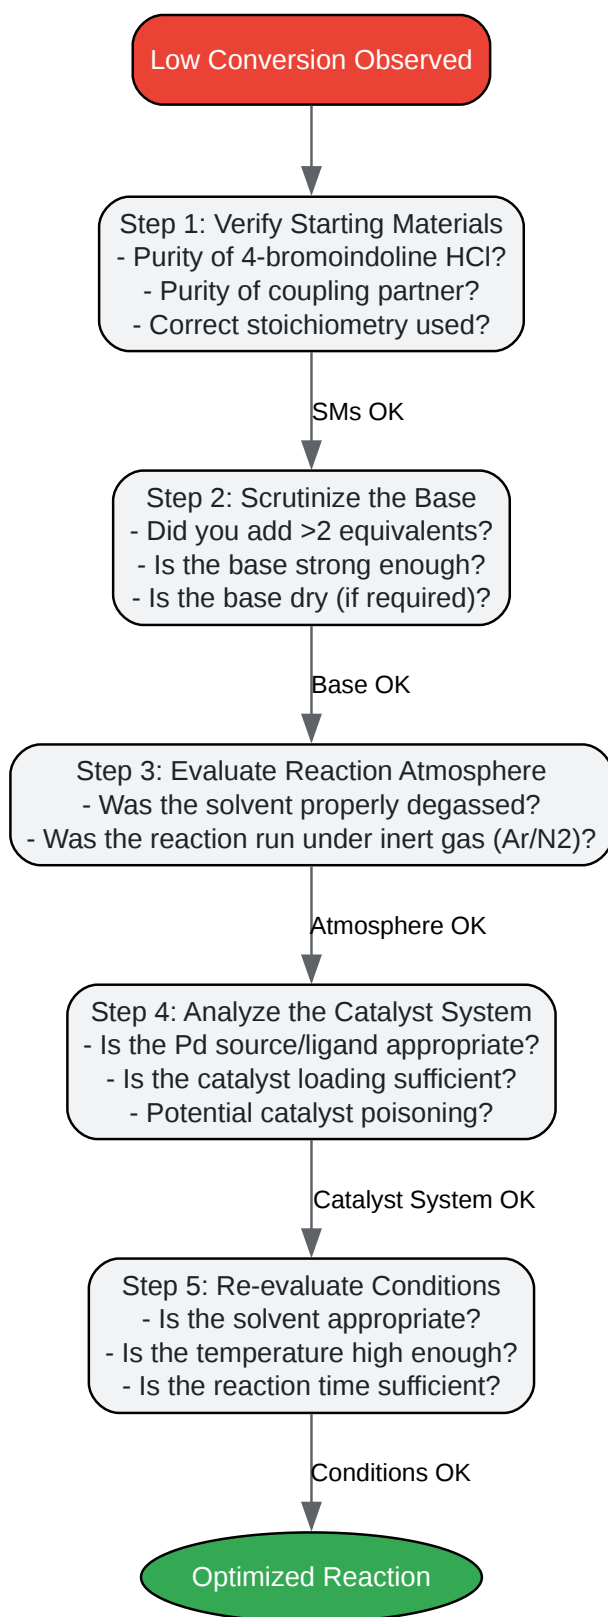 Low Conversion Observed
Step 1: Verify Starting Materials
- Purity of 4-bromoindoline HCl?
- Purity of coupling partner?
- Correct stoichiometry used?
SMs OK
Step 2: Scrutinize the Base
- Did you add >2 equivalents?
- Is the base strong enough?
- Is the base dry (if required)?
Base OK
Step 3: Evaluate Reaction Atmosphere
- Was the solvent properly degassed?
- Was the reaction run under inert gas (Ar/N2)?
Atmosphere OK
Step 4: Analyze the Catalyst System
- Is the Pd source/ligand appropriate?
- Is the catalyst loading sufficient?
- Potential catalyst poisoning?
Catalyst System OK
Step 5: Re-evaluate Conditions
- Is the solvent appropriate?
- Is the temperature high enough?
- Is the reaction time sufficient?
Conditions OK
Optimized Reaction